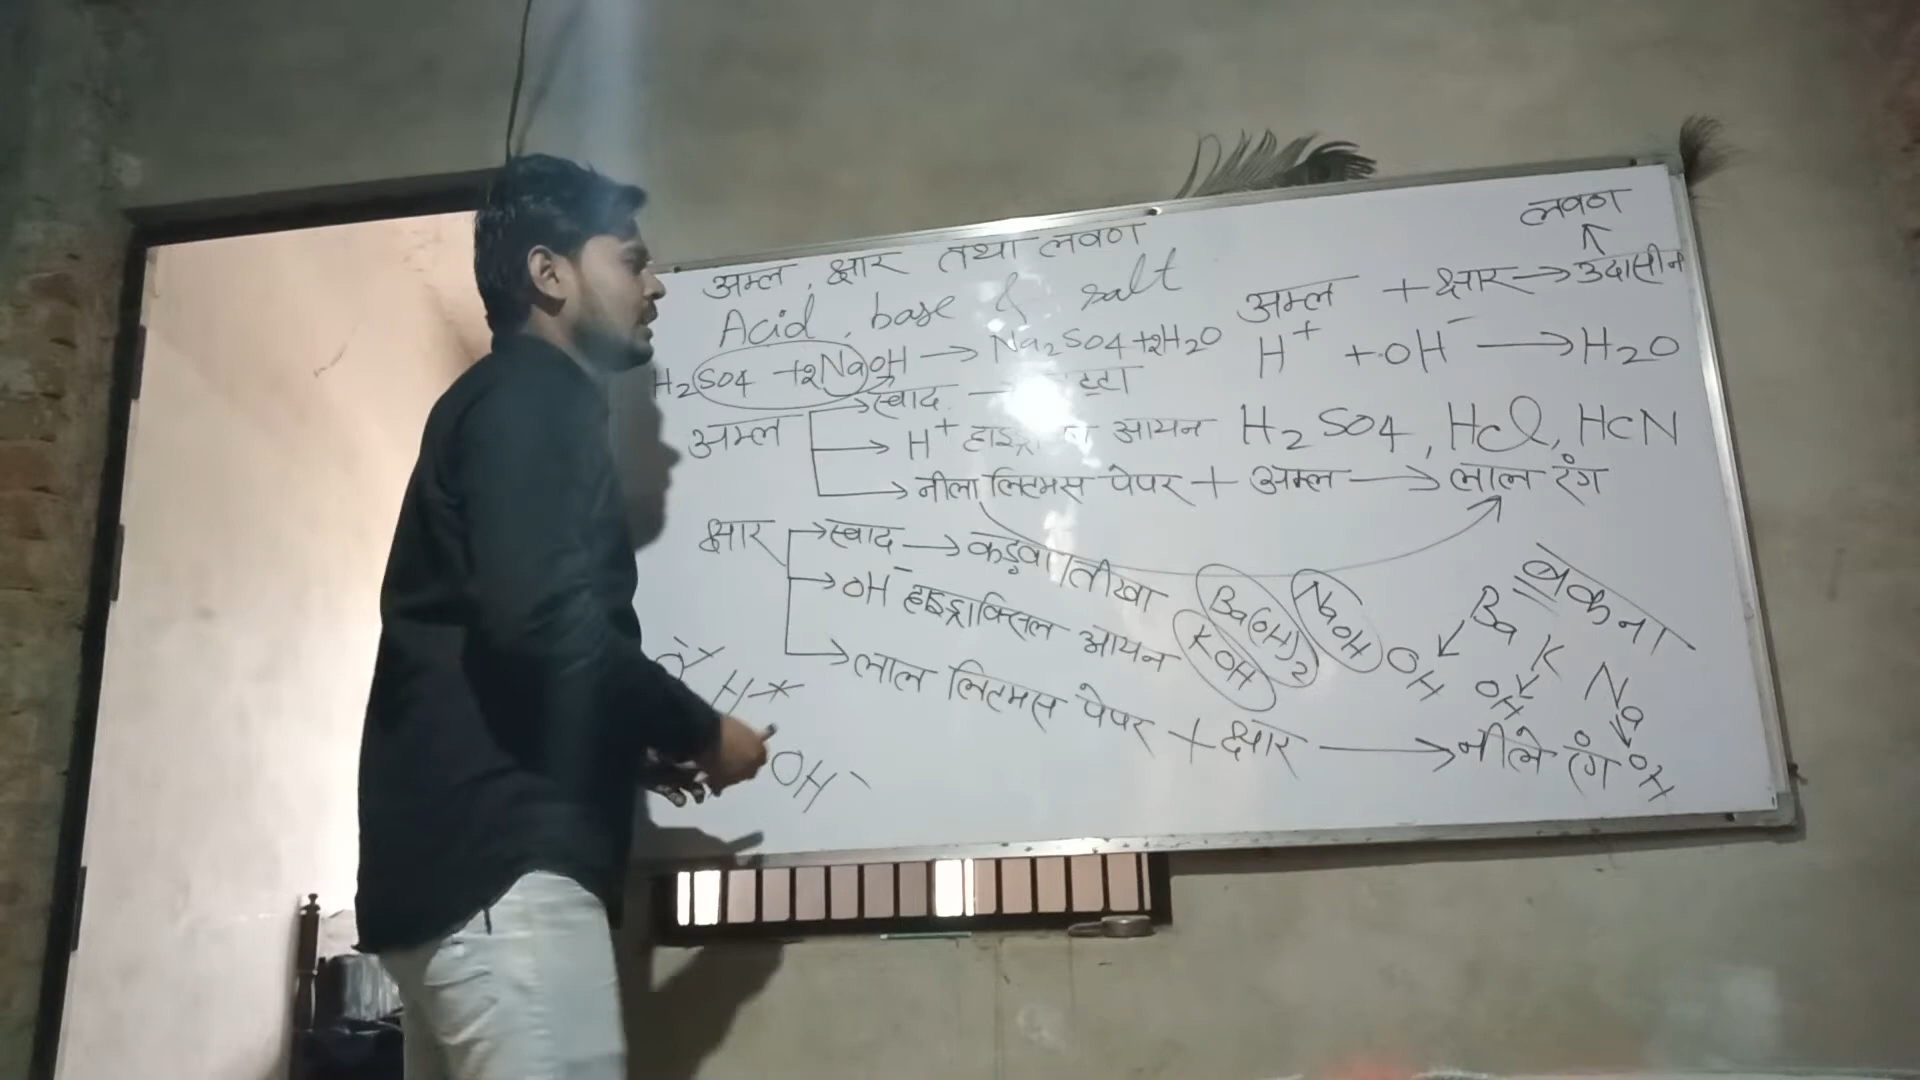 अम्ल, क्षार तथा लवण
Acid, base & salt
H2SO4 + 2NaOH → Na2SO4 + 2H2O
लवण
↑
अम्ल + क्षार → उदासीन
H+ + OH- → H2O
अम्ल → स्वाद →
→ H+ आयन H2SO4, HCl, HCN
→ नीला लिटमस पेपर + अम्ल → लाल रंग
क्षार → स्वाद → कड़वा/तीखा
→ OH- हाइड्राक्सिल आयन
→ लाल लिटमस पेपर + क्षार → नीले रंग
Ba(OH)2
NaOH
KOH
बकना
Ba K Na
OH OH OH
H*
OH-